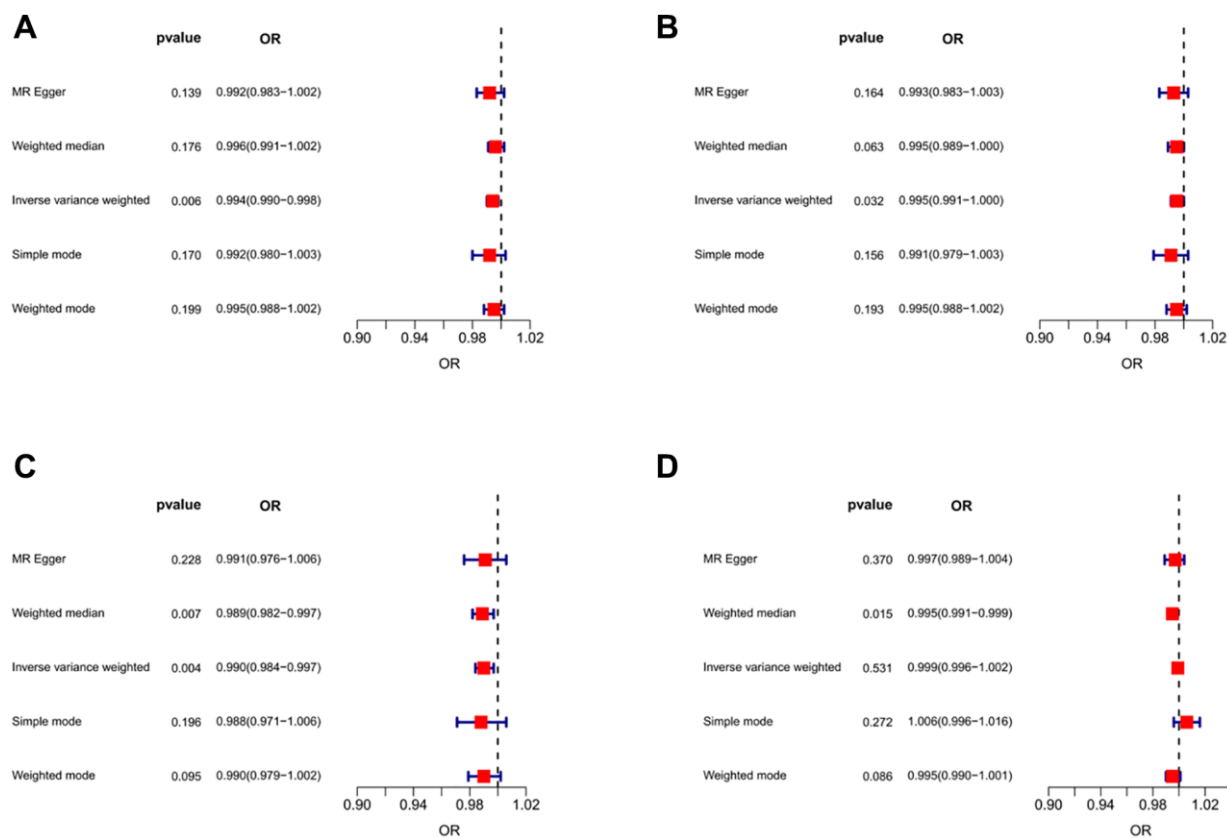 A
pvalue OR
MR Egger 0.139 0.992(0.983−1.002)
Weighted median 0.176 0.996(0.991−1.002)
Inverse variance weighted 0.006 0.994(0.990−0.998)
Simple mode 0.170 0.992(0.980−1.003)
Weighted mode 0.199 0.995(0.988−1.002)
0.90 0.94 0.98 1.02
OR
B
pvalue OR
MR Egger 0.164 0.993(0.983−1.003)
Weighted median 0.063 0.995(0.989−1.000)
Inverse variance weighted 0.032 0.995(0.991−1.000)
Simple mode 0.156 0.991(0.979−1.003)
Weighted mode 0.193 0.995(0.988−1.002)
0.90 0.94 0.98 1.02
OR
C
pvalue OR
MR Egger 0.228 0.991(0.976−1.006)
Weighted median 0.007 0.989(0.982−0.997)
Inverse variance weighted 0.004 0.990(0.984−0.997)
Simple mode 0.196 0.988(0.971−1.006)
Weighted mode 0.095 0.990(0.979−1.002)
0.90 0.94 0.98 1.02
OR
D
pvalue OR
MR Egger 0.370 0.997(0.989−1.004)
Weighted median 0.015 0.995(0.991−0.999)
Inverse variance weighted 0.531 0.999(0.996−1.002)
Simple mode 0.272 1.006(0.996−1.016)
Weighted mode 0.086 0.995(0.990−1.001)
0.90 0.94 0.98 1.02
OR